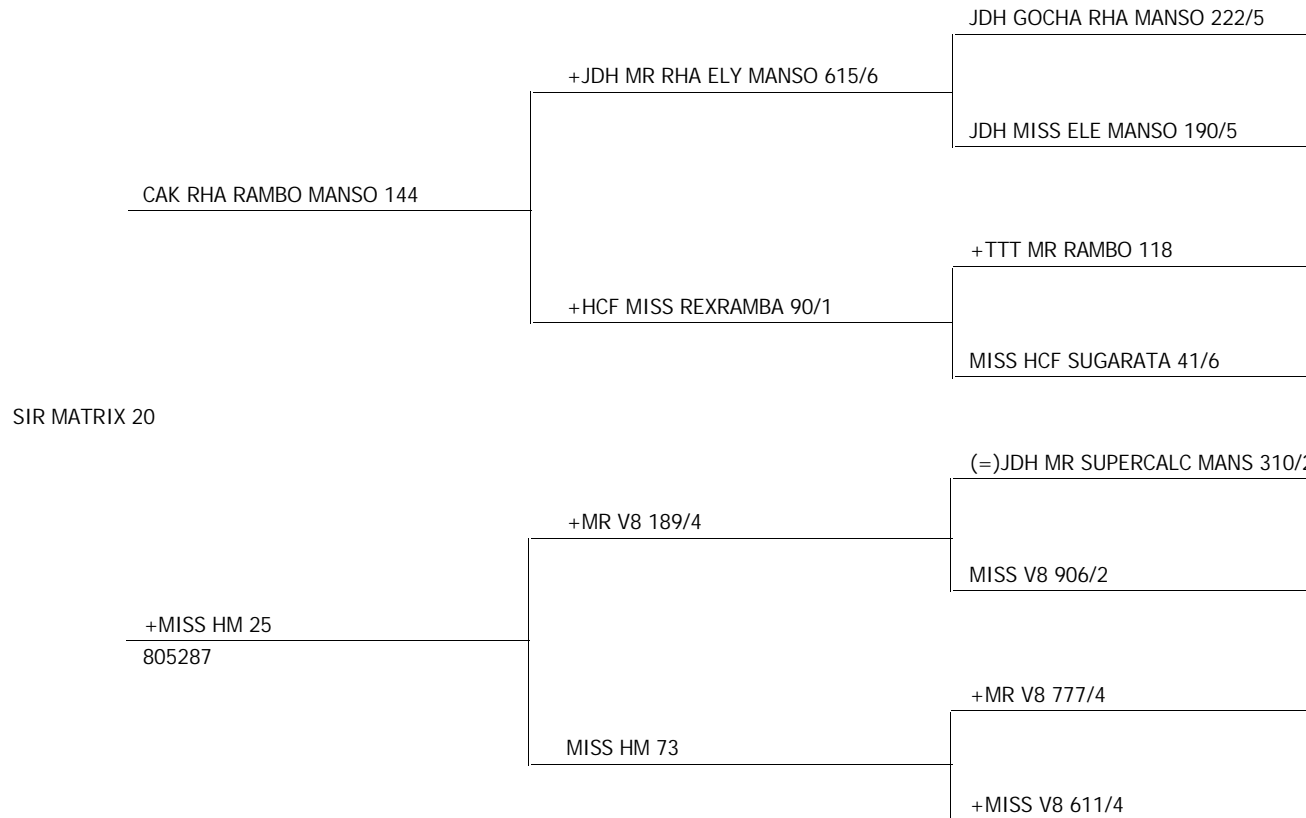 JDH GOCHA RHA MANSO 222/5
+JDH MR RHA ELY MANSO 615/6
JDH MISS ELE MANSO 190/5
CAK RHA RAMBO MANSO 144
+TTT MR RAMBO 118
+HCF MISS REXRAMBA 90/1
MISS HCF SUGARATA 41/6
SIR MATRIX 20
(=)JDH MR SUPERCALC MANS 310/2
+MR V8 189/4
MISS V8 906/2
+MISS HM 25
805287
+MR V8 777/4
MISS HM 73
+MISS V8 611/4